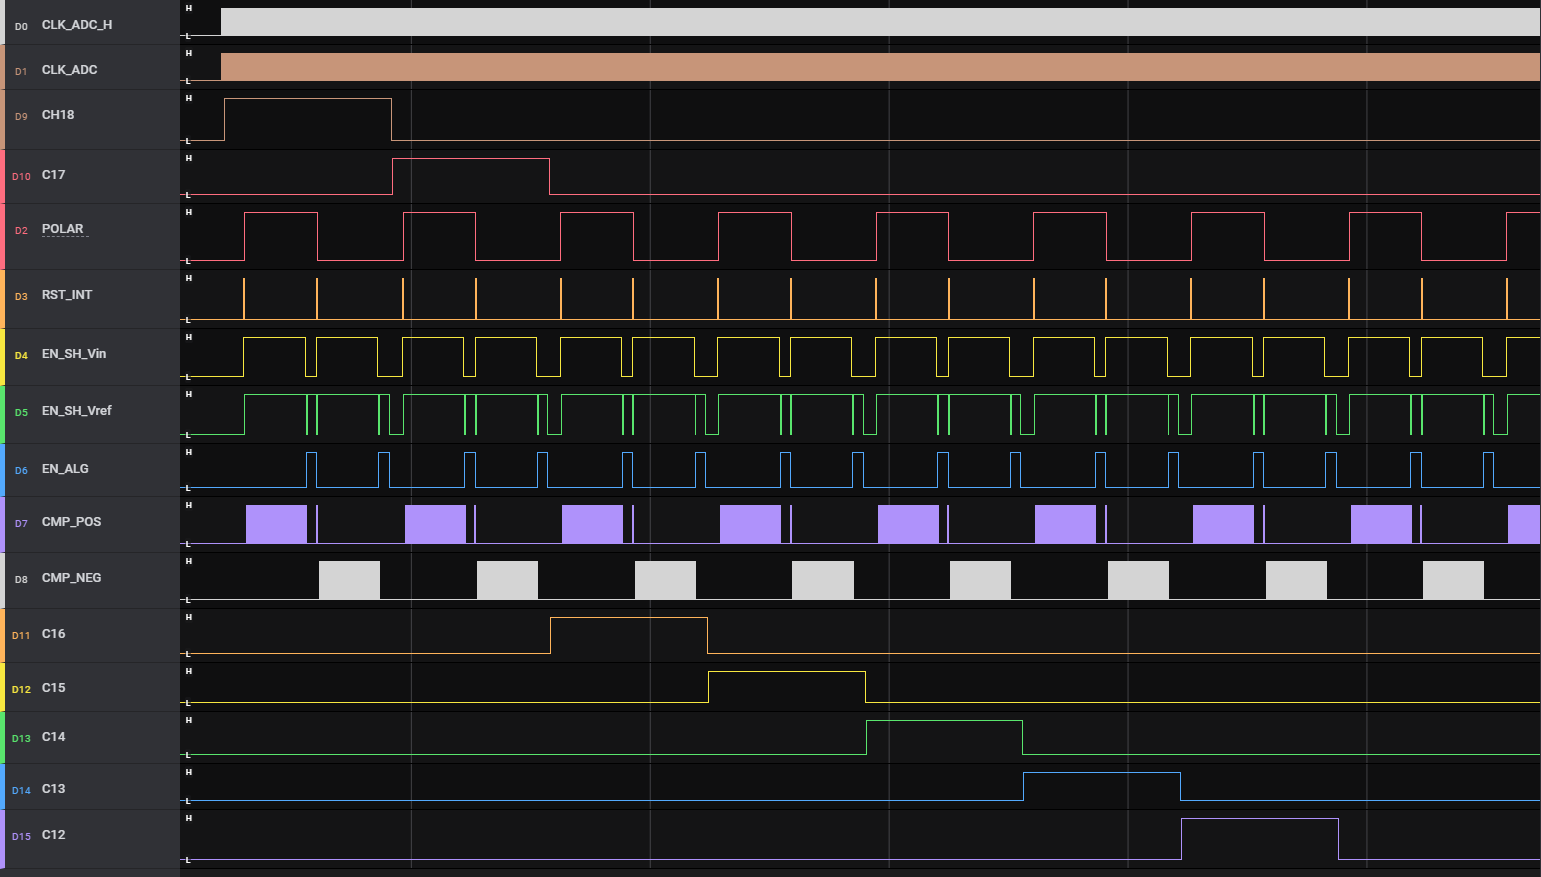 D0 CLK_ADC_H H L
D1 CLK_ADC H L
D9 CH18 H L
D10 C17 H L
D2 POLAR H L
D3 RST_INT H L
D4 EN_SH_Vin H L
D5 EN_SH_Vref H L
D6 EN_ALG H L
D7 CMP_POS H L
D8 CMP_NEG H L
D11 C16 H L
D12 C15 H L
D13 C14 H L
D14 C13 H L
D15 C12 H L